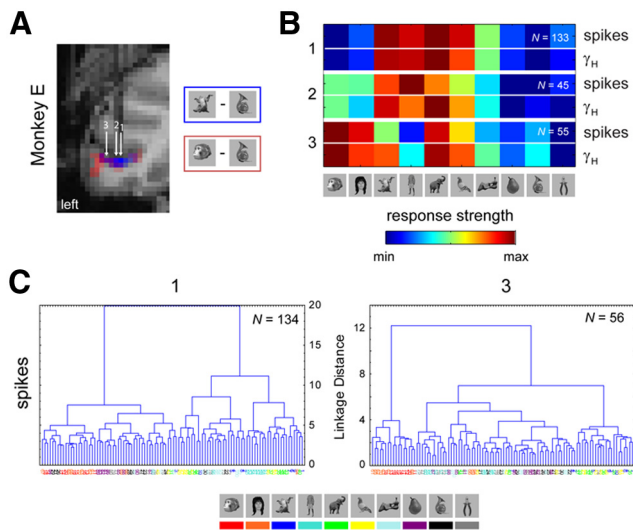 A
Monkey E
3 2 1
left
B
1
N = 133
spikes
γH
2
N = 45
spikes
γH
3
N = 55
spikes
γH
response strength
min
max
C
1
N = 134
spikes
20
15
10
5
0
3
N = 56
Linkage Distance
12
8
4
0